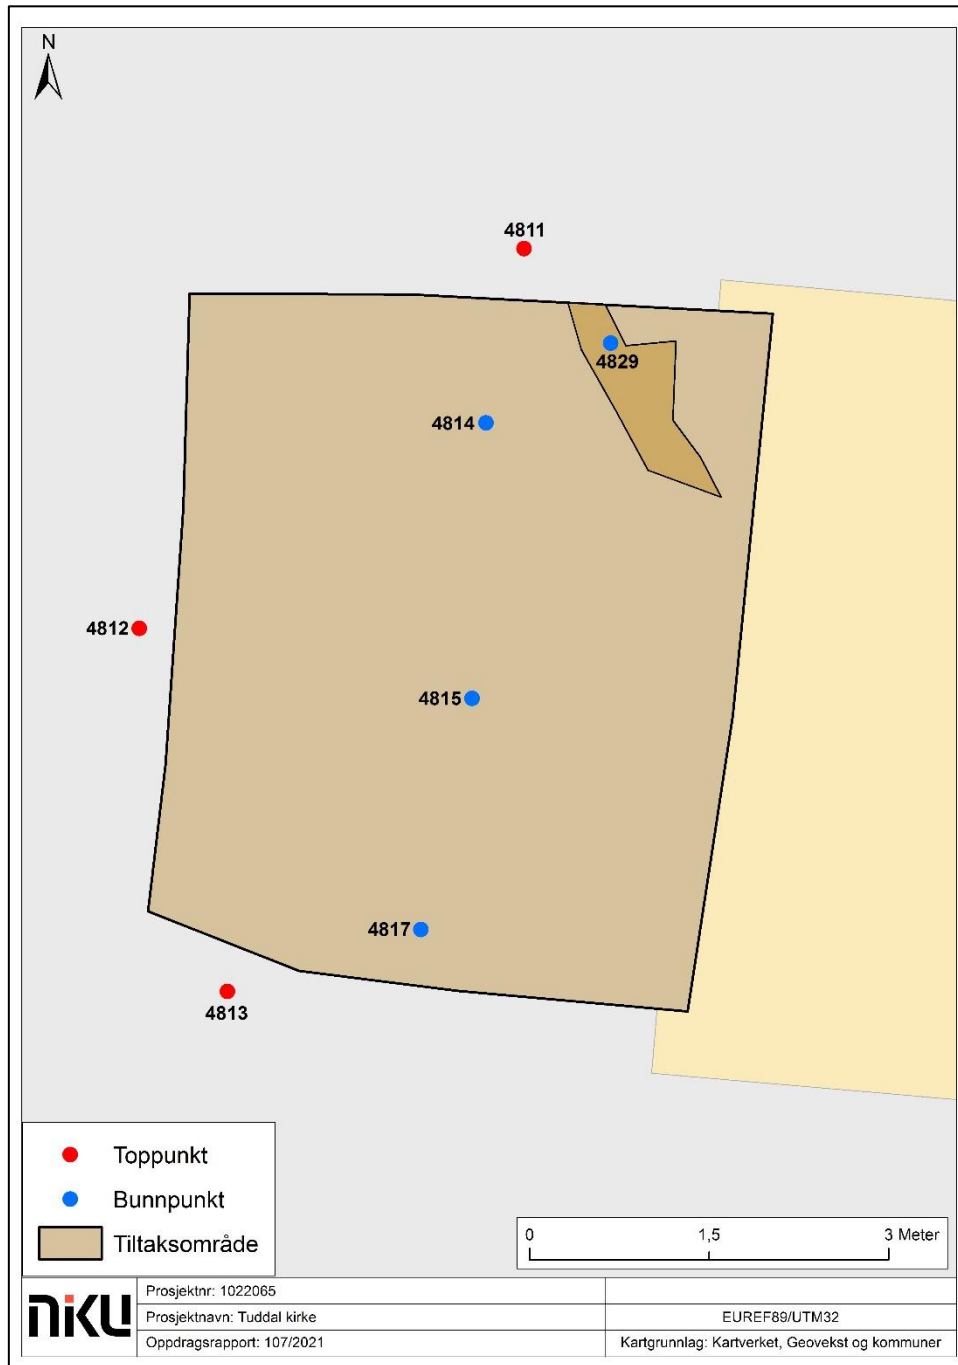 N
4811
4829
4814
4812
4815
4817
4813
Toppunkt
Bunnpunkt
Tiltaksområde
0 1,5 3 Meter
niku
Prosjektnr: 1022065
Prosjektnavn: Tuddal kirke
EUREF89/UTM32
Oppdragsrapport: 107/2021
Kartgrunnlag: Kartverket, Geovekst og kommuner